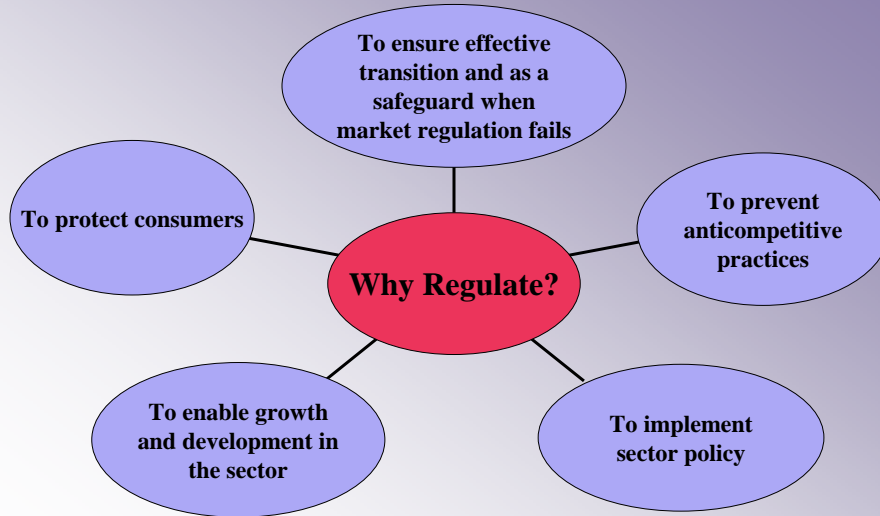 To ensure effective
transition and as a
safeguard when
market regulation fails
To protect consumers
To prevent
anticompetitive
practices
Why Regulate?
To enable growth
and development in
the sector
To implement
sector policy